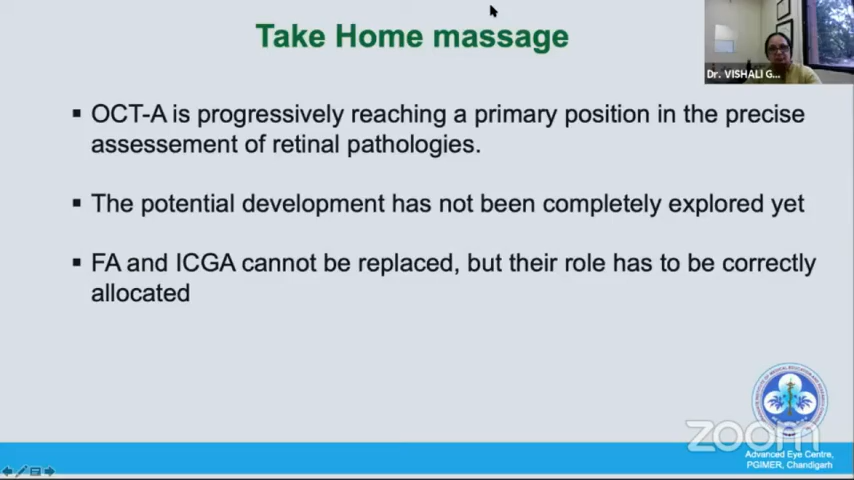 Take Home massage
Dr. VISHALI G...
▪ OCT-A is progressively reaching a primary position in the precise
assessement of retinal pathologies.
▪ The potential development has not been completely explored yet
▪ FA and ICGA cannot be replaced, but their role has to be correctly
allocated
zoom
Advanced Eye Centre,
PGIMER, Chandigarh